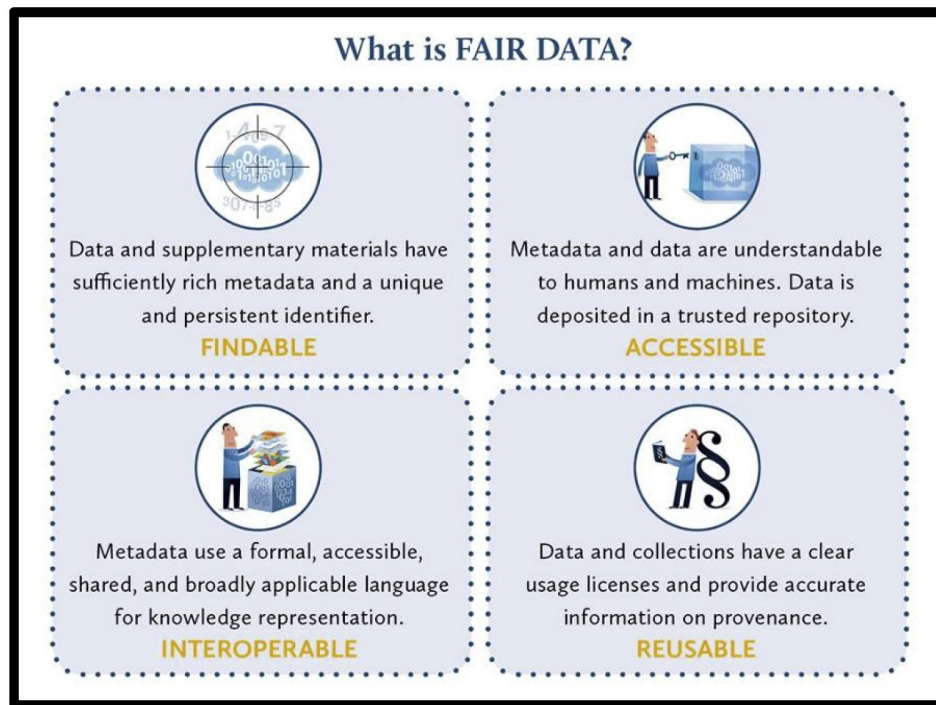 What is FAIR DATA?
Data and supplementary materials have
sufficiently rich metadata and a unique
and persistent identifier.
FINDABLE
Metadata and data are understandable
to humans and machines. Data is
deposited in a trusted repository.
ACCESSIBLE
Metadata use a formal, accessible,
shared, and broadly applicable language
for knowledge representation.
INTEROPERABLE
Data and collections have a clear
usage licenses and provide accurate
information on provenance.
REUSABLE